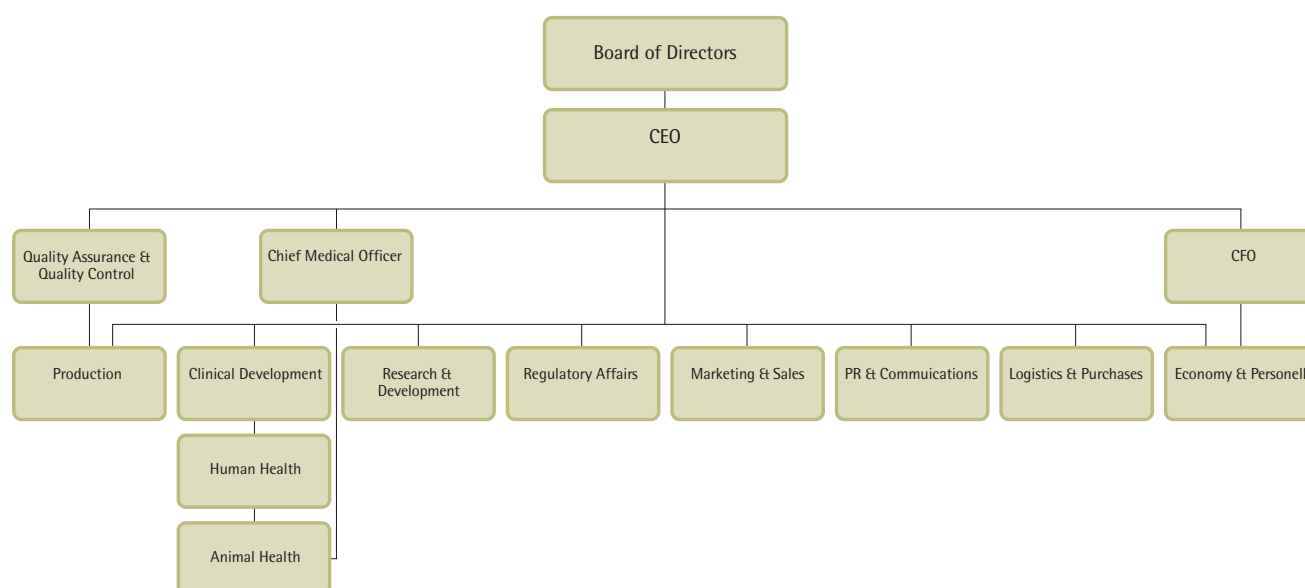 Board of Directors
CEO
Quality Assurance &
Quality Control
Chief Medical Officer
CFO
Production
Clinical Development
Research &
Development
Regulatory Affairs
Marketing & Sales
PR & Commuications
Logistics & Purchases
Economy & Personell
Human Health
Animal Health